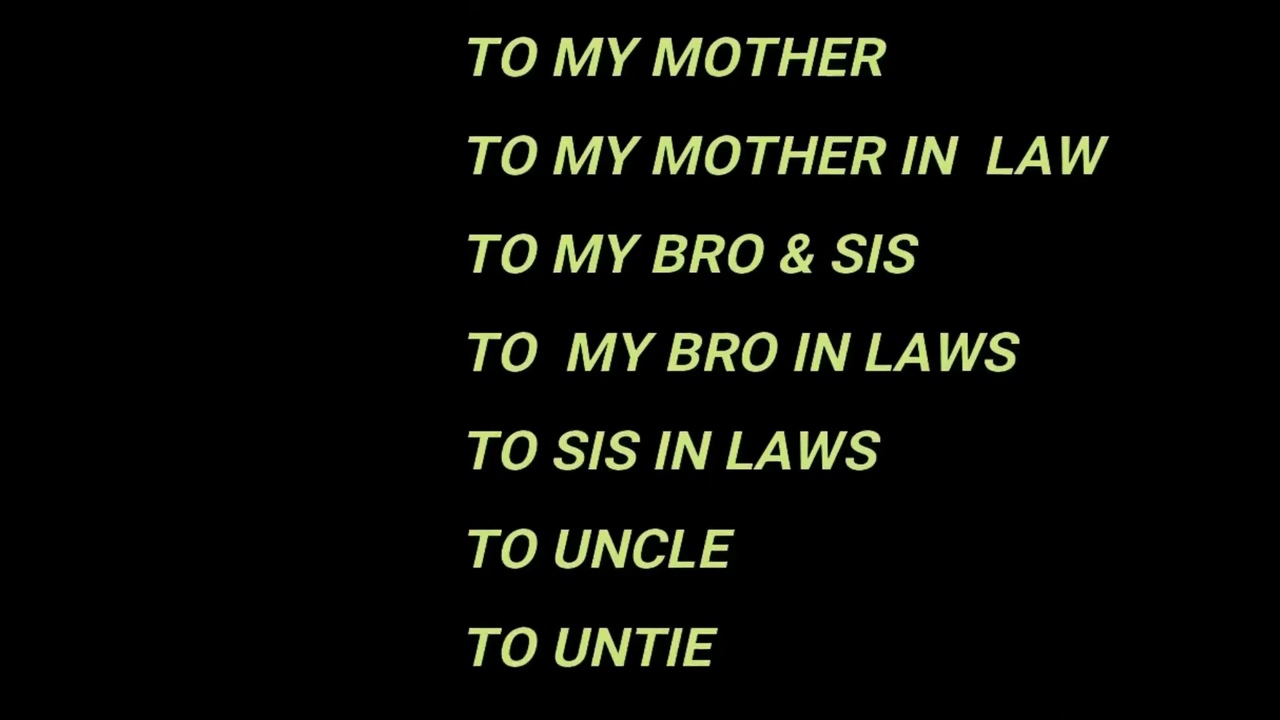 TO MY MOTHER
TO MY MOTHER IN  LAW
TO MY BRO & SIS
TO  MY BRO IN LAWS
TO SIS IN LAWS
TO UNCLE
TO UNTIE